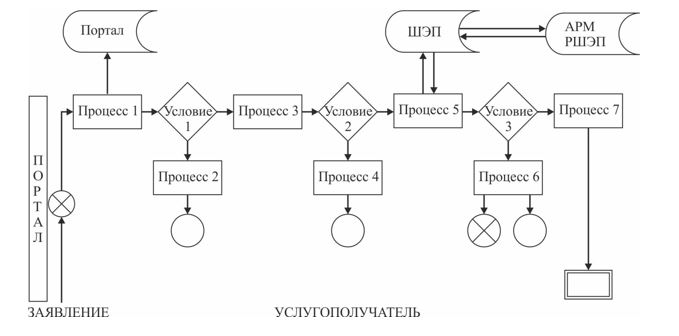 Портал
ШЭП
АРМ
РШЭП
Процесс 1
Условие
1
Процесс 3
Условие
2
Процесс 5
Условие
3
Процесс 7
ПОРТАЛ
Процесс 2
Процесс 4
Процесс 6
ЗАЯВЛЕНИЕ
УСЛУГОПОЛУЧАТЕЛЬ